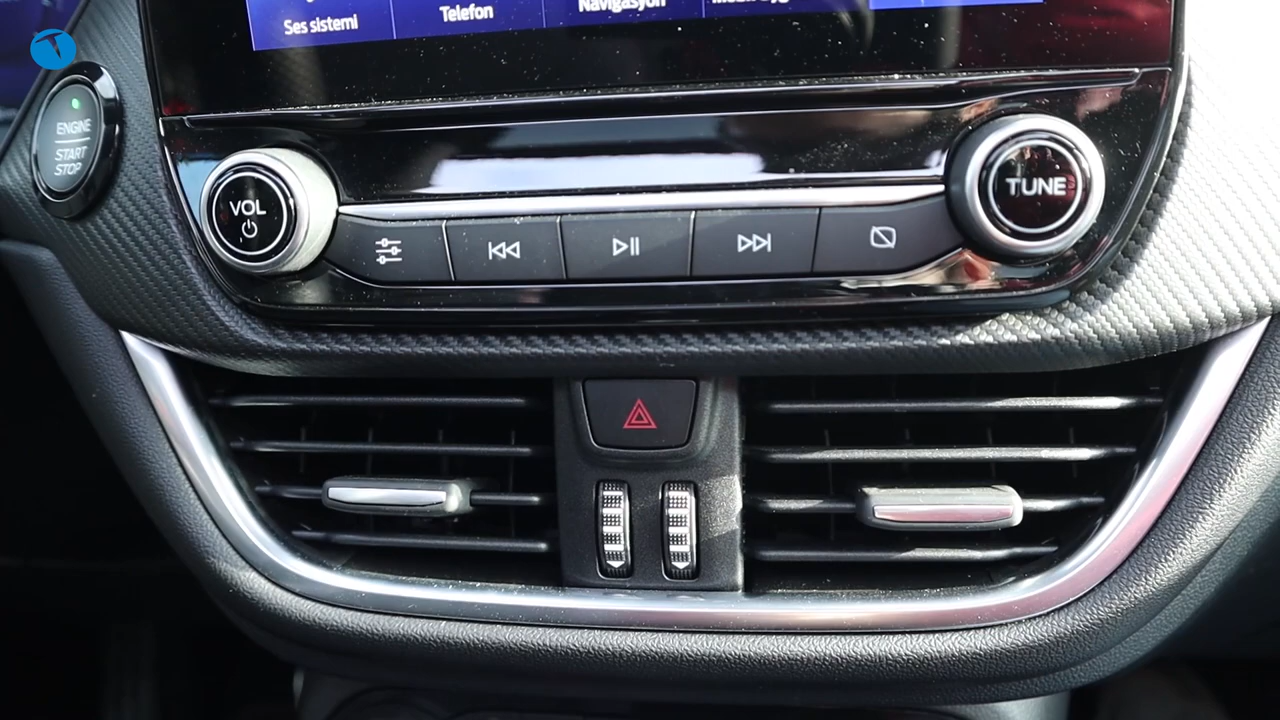 Ses sistemi
Telefon
Navigasyon
ENGINE
START
STOP
VOL
TUNE